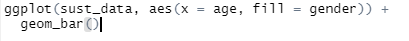 ggplot(sust_data, aes(x = age, fill = gender)) +
  geom_bar()